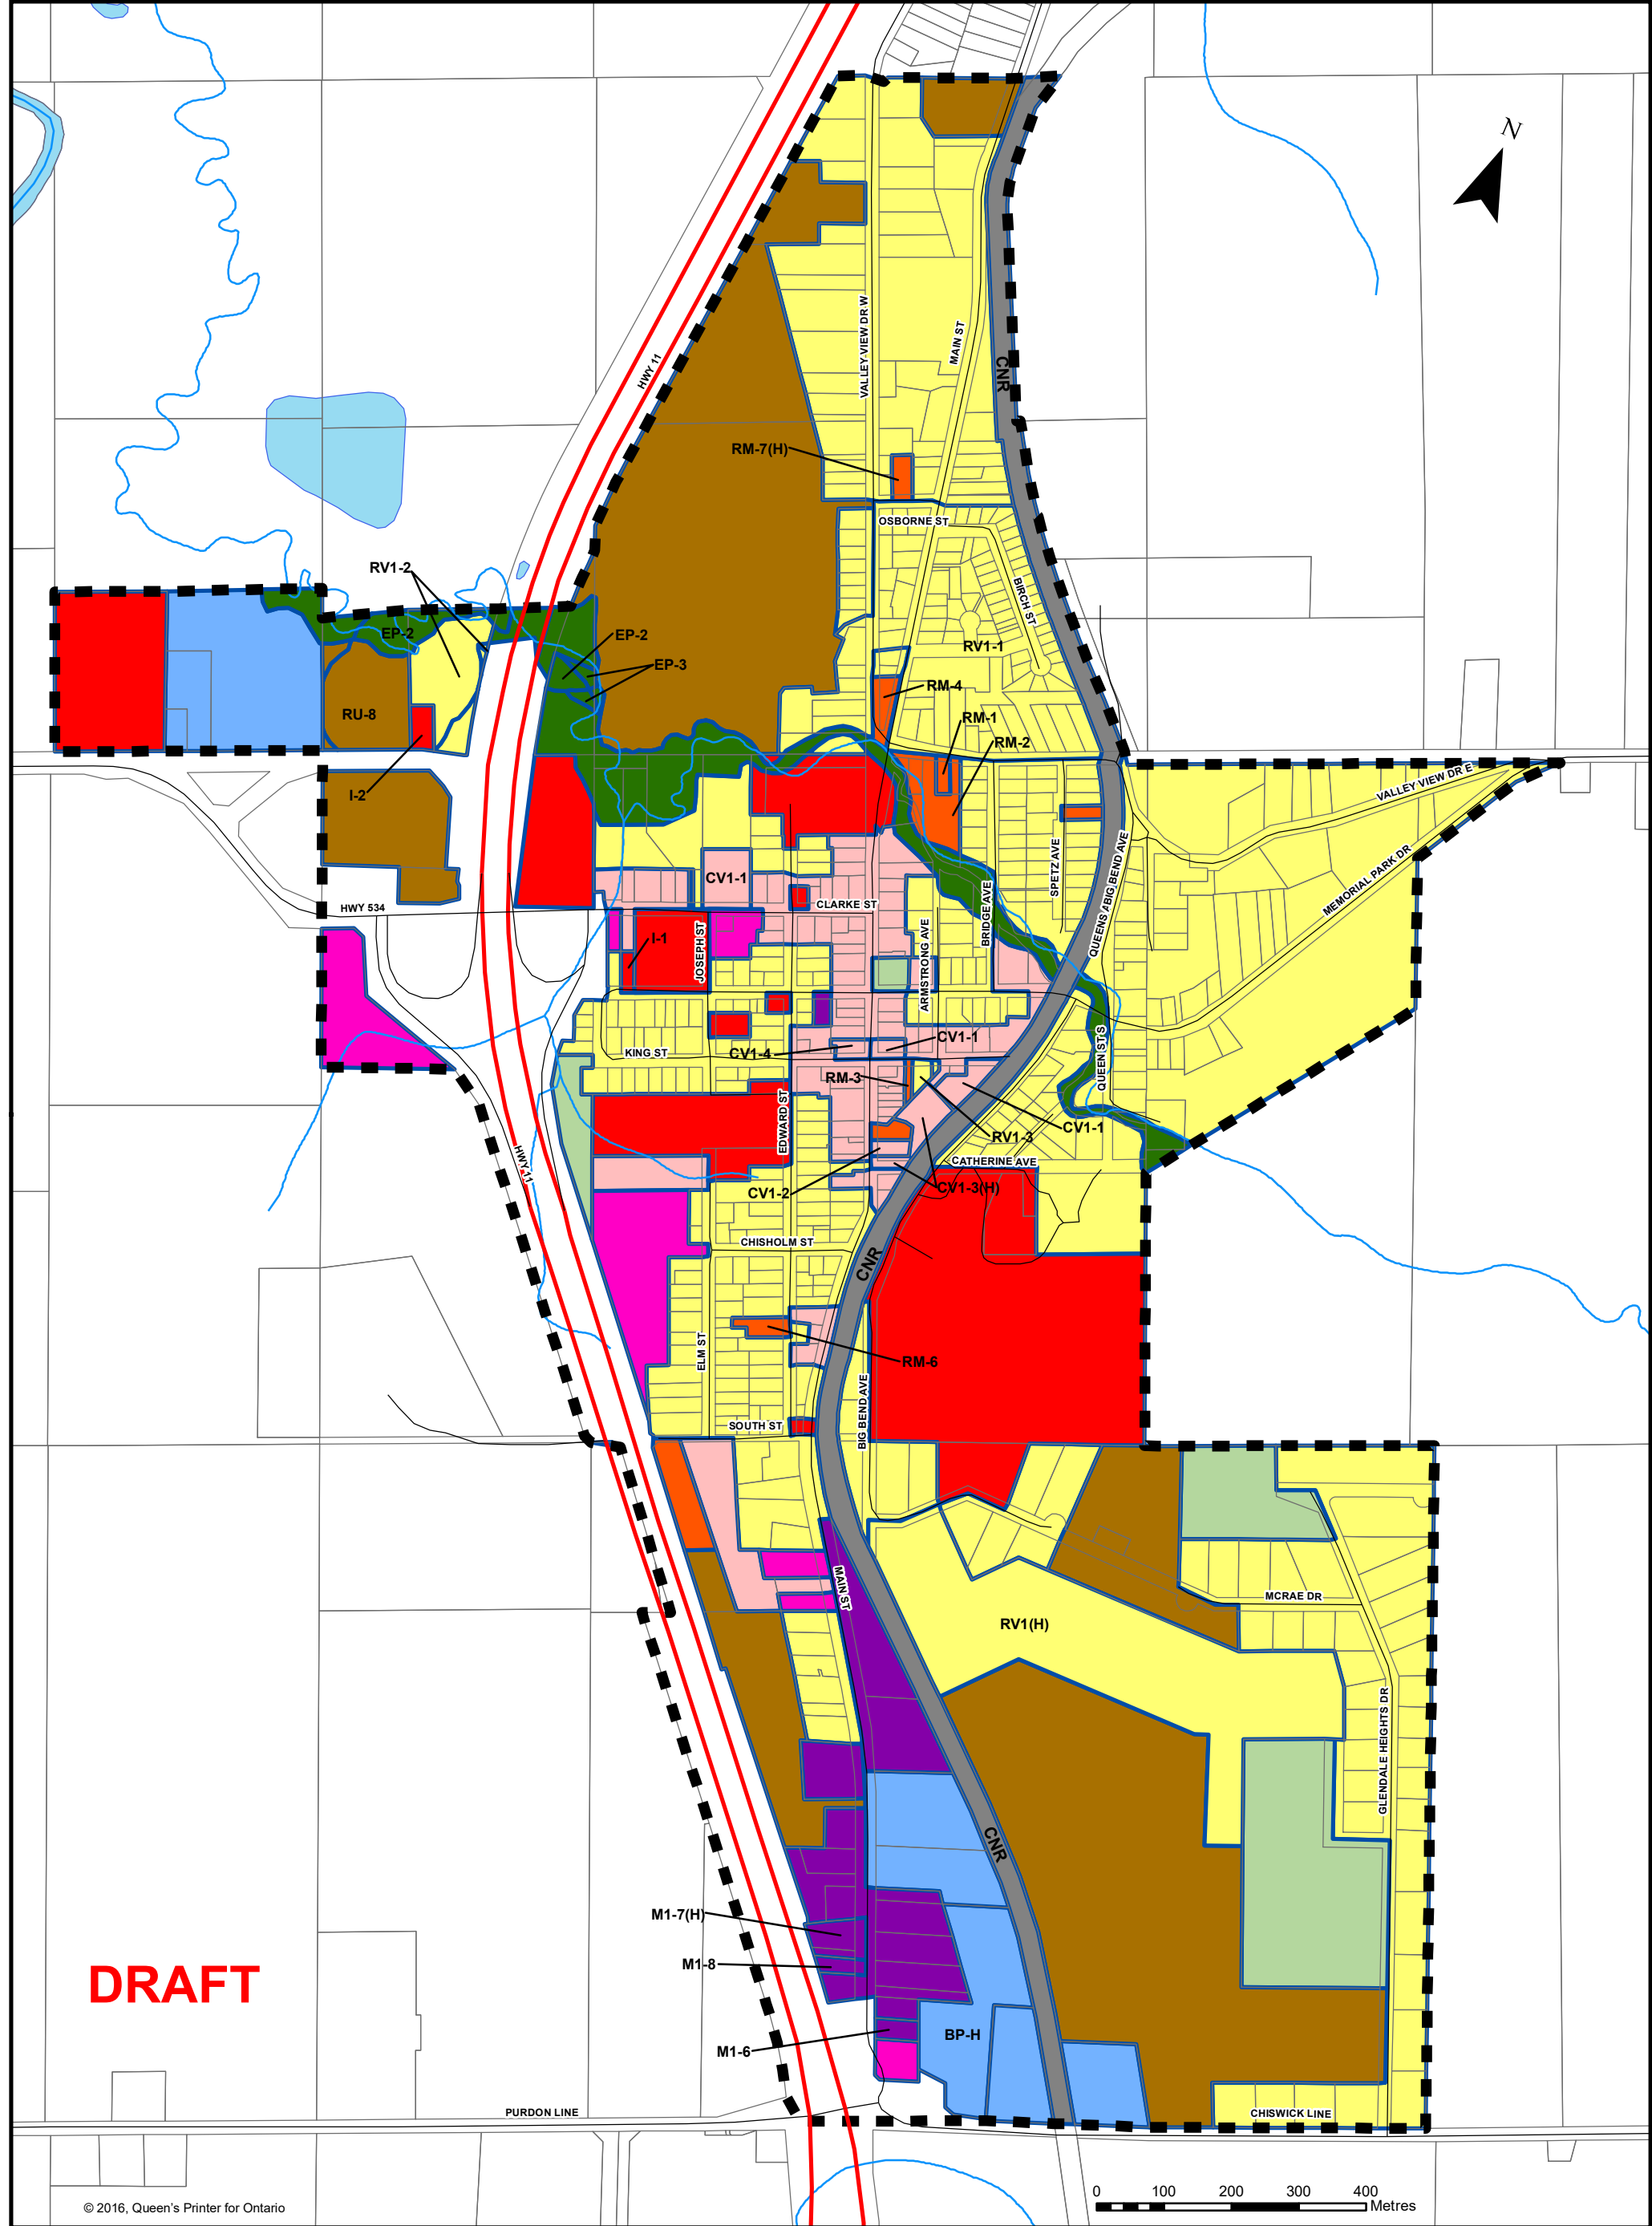 N
HWY 11
VALLEY VIEW DR W
MAIN ST
CNR
RM-7(H)
OSBORNE ST
BIRCH ST
RV1-2
EP-2
EP-2
EP-3
RV1-1
RU-8
RM-4
RM-1
RM-2
I-2
VALLEY VIEW DR E
SPETZ AVE
QUEENS ABIG BEND AVE
MEMORIAL PARK DR
CV1-1
HWY 534
CLARKE ST
BRIDGE AVE
I-1
JOSEPH ST
ARMSTRONG AVE
CV1-1
KING ST
CV1-4
QUEEN ST S
RM-3
EDWARD ST
CV1-1
RV1-3
HWY 11
CATHERINE AVE
CV1-2
CV1-3(H)
CHISHOLM ST
CNR
ELM ST
RM-6
BIG BEND AVE
SOUTH ST
MAIN ST
MCRAE DR
RV1(H)
GLENDALE HEIGHTS DR
CNR
M1-7(H)
M1-8
DRAFT
BP-H
M1-6
PURDON LINE
CHISWICK LINE
0 100 200 300 400
Metres
© 2016, Queen's Printer for Ontario